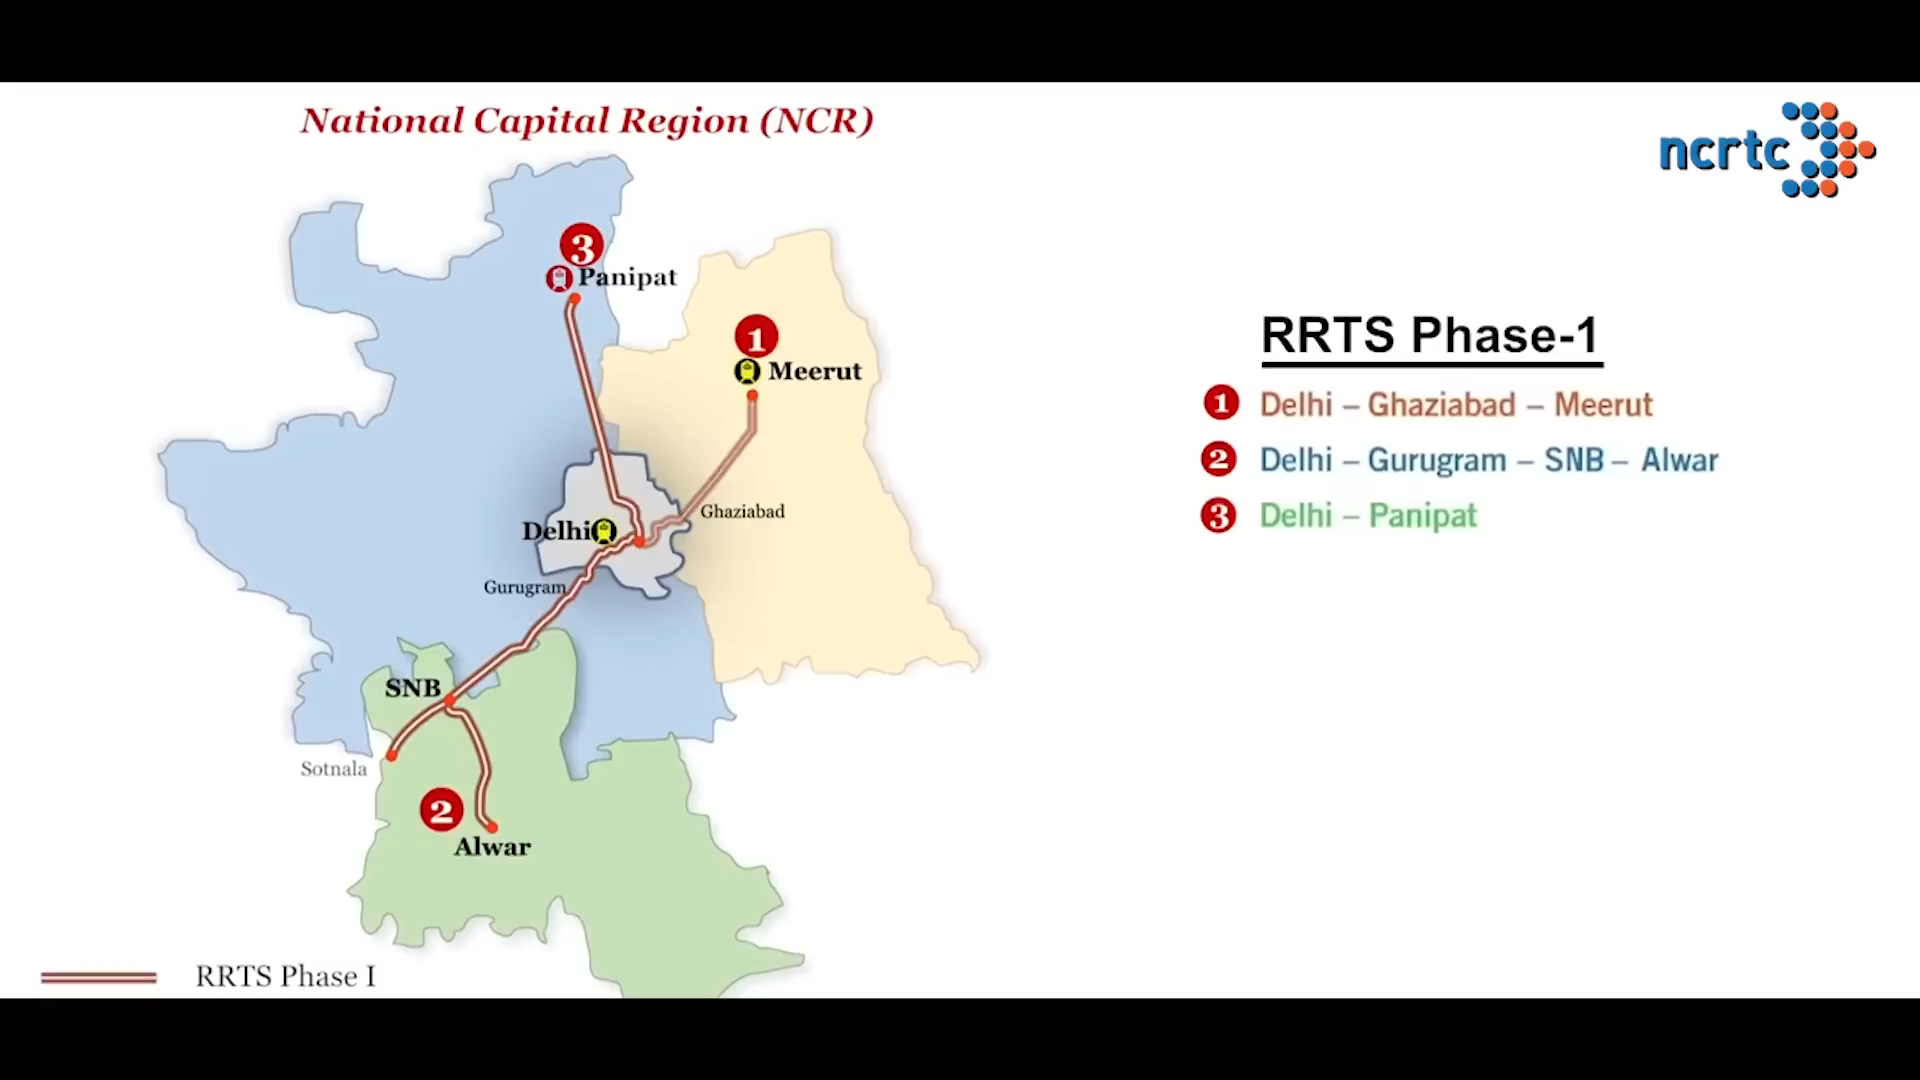 National Capital Region (NCR)
ncrtc
3
Panipat
1
Meerut
Delhi
Ghaziabad
Gurugram
SNB
Sotnala
2
Alwar
RRTS Phase I
RRTS Phase-1
1 Delhi – Ghaziabad – Meerut
2 Delhi – Gurugram – SNB – Alwar
3 Delhi – Panipat